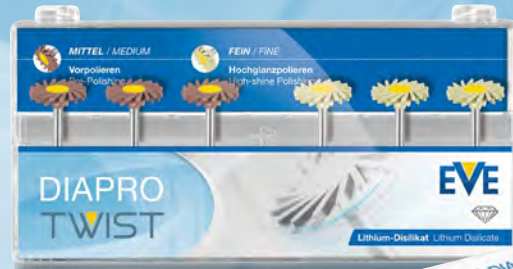 MITTEL / MEDIUM
Vorpolieren
Pre-Polishing
FEIN / FINE
Hochglanzpolieren
High-shine Polishing
DIAPRO
TWIST
EVE
Lithium-Disilikat Lithium Disilicate